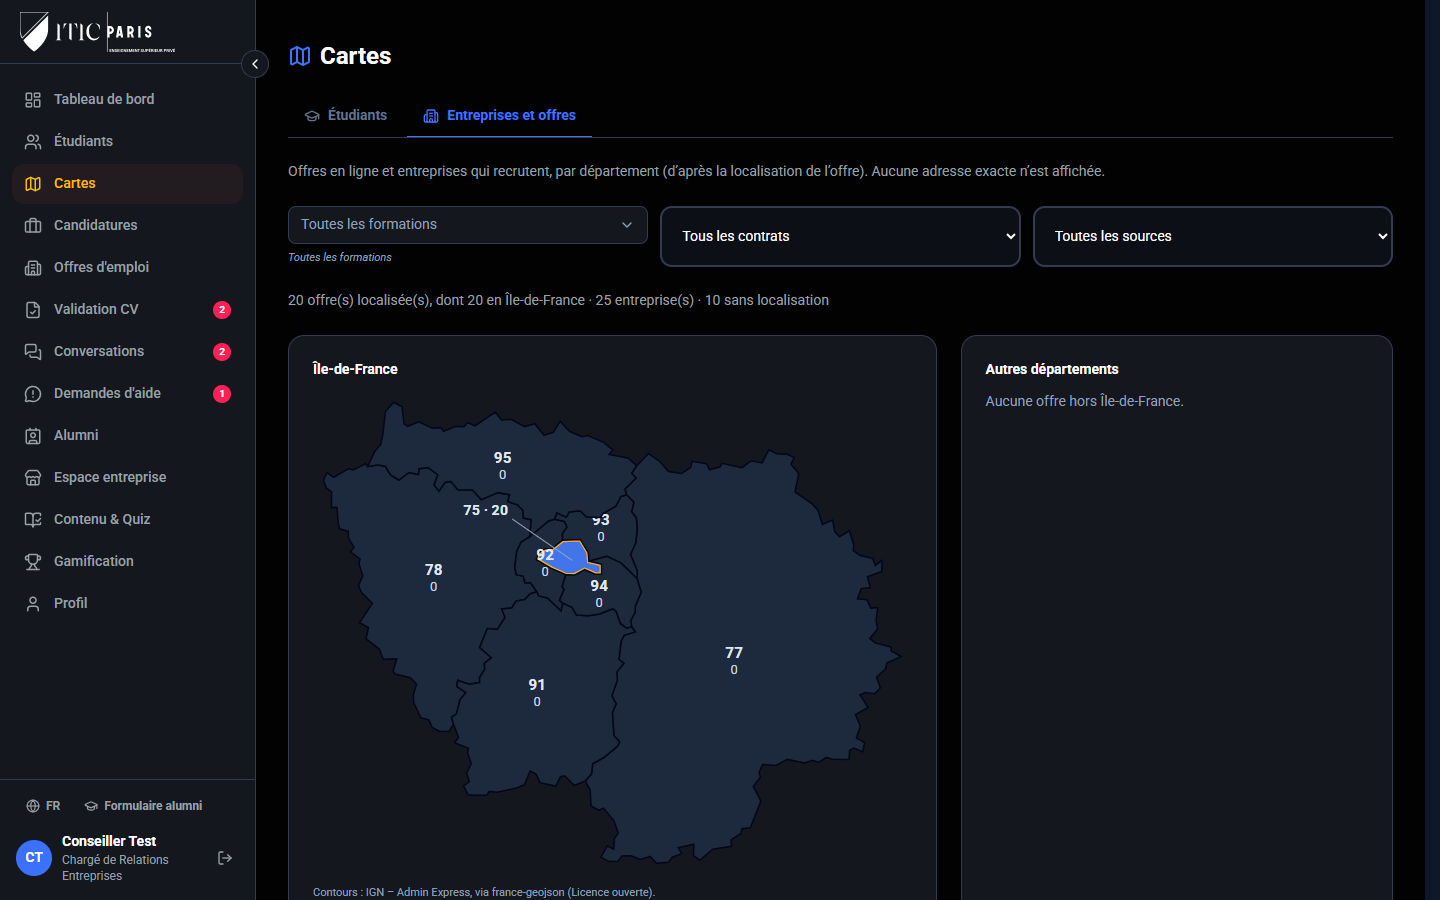 ITIC PARIS
ENSEIGNEMENT SUPÉRIEUR PRIVÉ
Tableau de bord
Étudiants
Cartes
Candidatures
Offres d'emploi
Validation CV 2
Conversations 2
Demandes d'aide 1
Alumni
Espace entreprise
Contenu & Quiz
Gamification
Profil
FR Formulaire alumni
CT
Conseiller Test
Chargé de Relations
Entreprises
Cartes
Étudiants Entreprises et offres
Offres en ligne et entreprises qui recrutent, par département (d’après la localisation de l’offre). Aucune adresse exacte n’est affichée.
Toutes les formations
Toutes les formations
Tous les contrats
Toutes les sources
20 offre(s) localisée(s), dont 20 en Île-de-France · 25 entreprise(s) · 10 sans localisation
Île-de-France
95
0
75 · 20
93
0
92
0
78
0
94
0
77
0
91
0
Contours : IGN – Admin Express, via france-geojson (Licence ouverte).
Autres départements
Aucune offre hors Île-de-France.